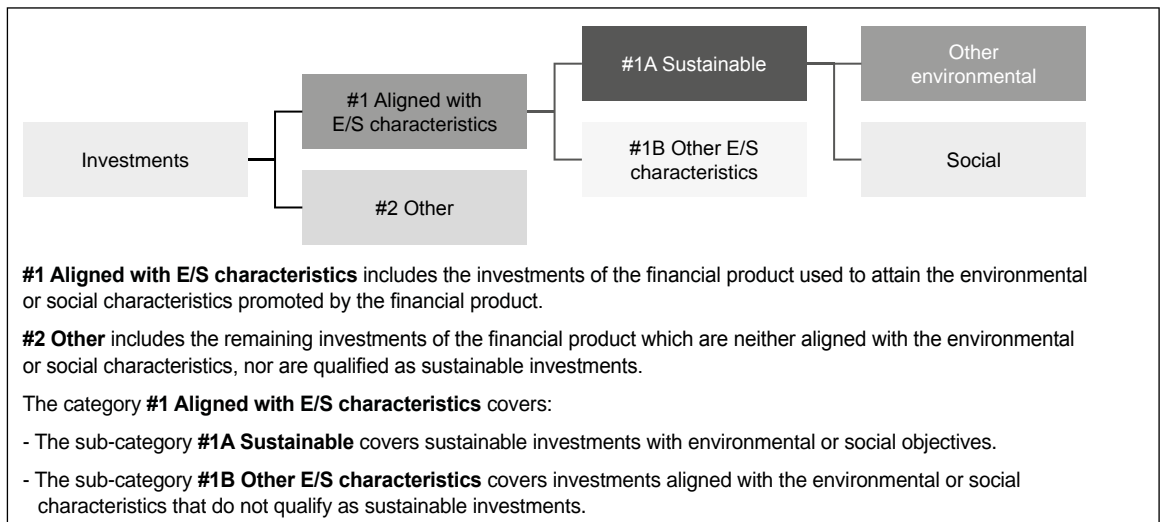 #1A Sustainable
Other
environmental
#1 Aligned with
E/S characteristics
Investments
#1B Other E/S
characteristics
Social
#2 Other
#1 Aligned with E/S characteristics includes the investments of the financial product used to attain the environmental
or social characteristics promoted by the financial product.
#2 Other includes the remaining investments of the financial product which are neither aligned with the environmental
or social characteristics, nor are qualified as sustainable investments.
The category #1 Aligned with E/S characteristics covers:
- The sub-category #1A Sustainable covers sustainable investments with environmental or social objectives.
- The sub-category #1B Other E/S characteristics covers investments aligned with the environmental or social
characteristics that do not qualify as sustainable investments.